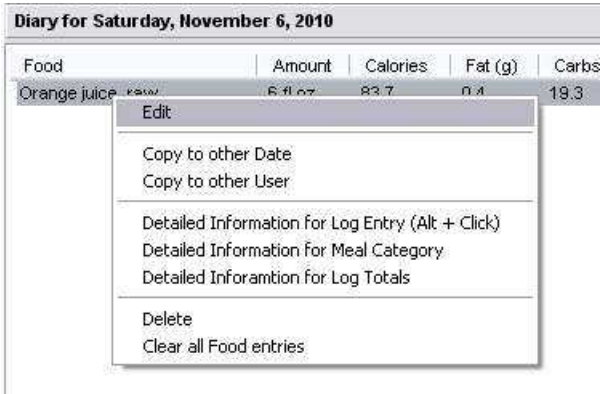 Diary for Saturday, November 6, 2010
Food Amount Calories Fat (g) Carbs
Orange juice, raw 6 fl oz 83.7 0.4 19.3
Edit
Copy to other Date
Copy to other User
Detailed Information for Log Entry (Alt + Click)
Detailed Information for Meal Category
Detailed Inforamtion for Log Totals
Delete
Clear all Food entries